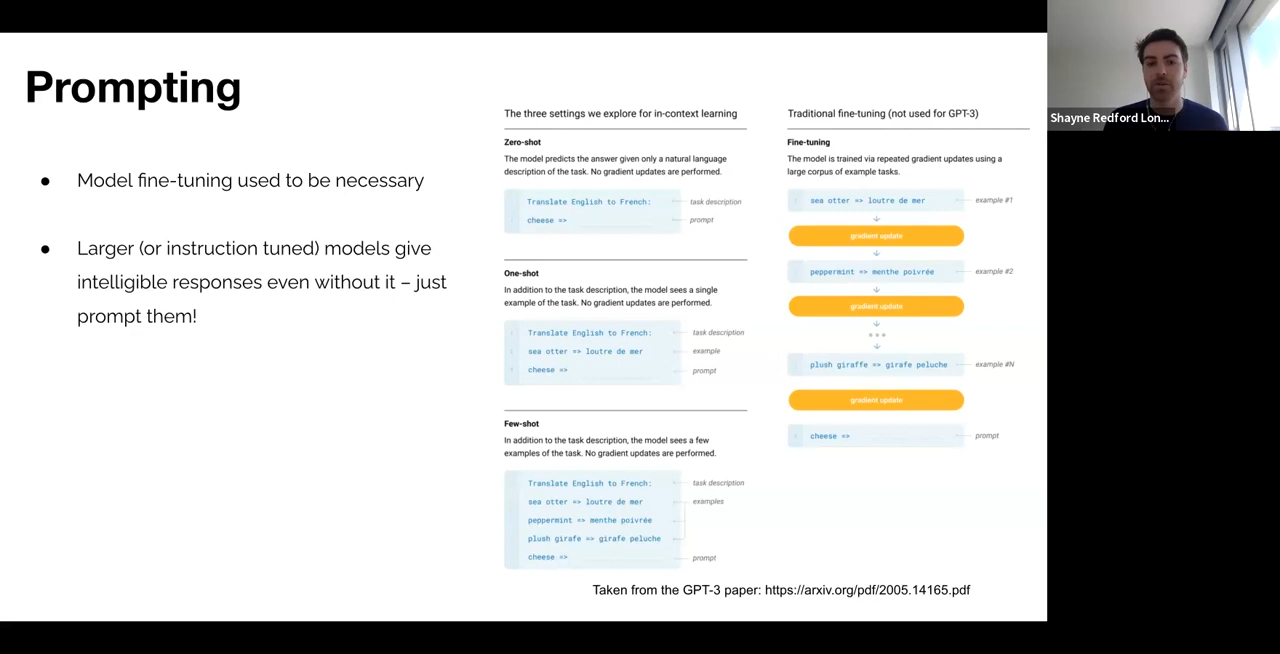 Prompting
Model fine-tuning used to be necessary
Larger (or instruction tuned) models give
intelligible responses even without it – just
prompt them!
The three settings we explore for in-context learning
Zero-shot
The model predicts the answer given only a natural language
description of the task. No gradient updates are performed.
Translate English to French:
task description
cheese =>
prompt
One-shot
In addition to the task description, the model sees a single
example of the task. No gradient updates are performed.
Translate English to French:
task description
sea otter => loutre de mer
example
cheese =>
prompt
Few-shot
In addition to the task description, the model sees a few
examples of the task. No gradient updates are performed.
Translate English to French:
task description
sea otter => loutre de mer
examples
peppermint => menthe poivrée
plush girafe => girafe peluche
cheese =>
prompt
Traditional fine-tuning (not used for GPT-3)
Fine-tuning
The model is trained via repeated gradient updates using a
large corpus of example tasks.
sea otter => loutre de mer
example #1
gradient update
peppermint => menthe poivrée
example #2
gradient update
plush giraffe => girafe peluche
example #N
gradient update
cheese =>
prompt
Taken from the GPT-3 paper: https://arxiv.org/pdf/2005.14165.pdf
Shayne Redford Lon...